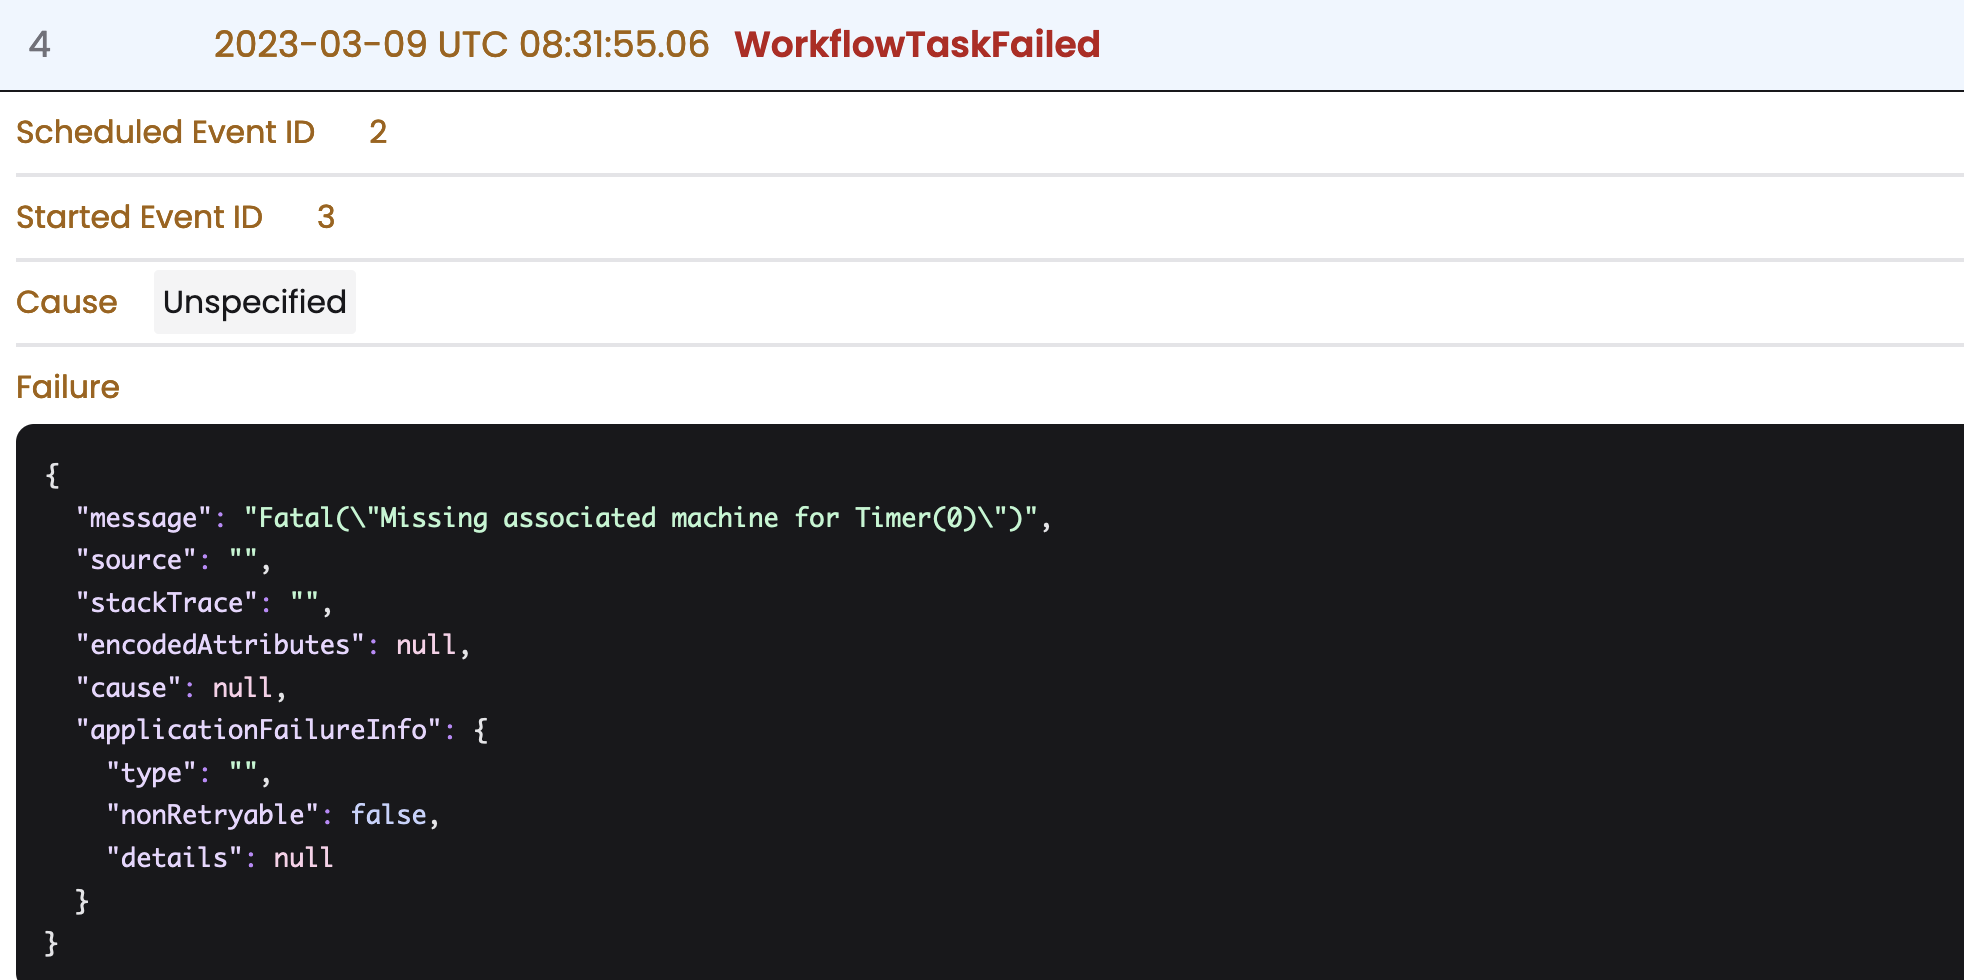 4 2023-03-09 UTC 08:31:55.06 WorkflowTaskFailed
Scheduled Event ID 2
Started Event ID 3
Cause Unspecified
Failure
{
  "message": "Fatal(\"Missing associated machine for Timer(0)\")",
  "source": "",
  "stackTrace": "",
  "encodedAttributes": null,
  "cause": null,
  "applicationFailureInfo": {
    "type": "",
    "nonRetryable": false,
    "details": null
  }
}